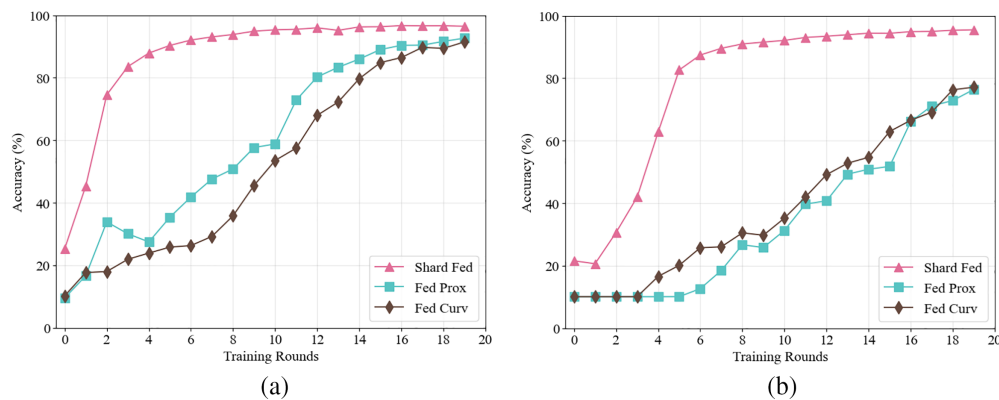 100
80
60
40
20
0
Accuracy (%)
0 2 4 6 8 10 12 14 16 18 20
Training Rounds
Shard Fed
Fed Prox
Fed Curv
(a)
100
80
60
40
20
0
Accuracy (%)
0 2 4 6 8 10 12 14 16 18 20
Training Rounds
Shard Fed
Fed Prox
Fed Curv
(b)